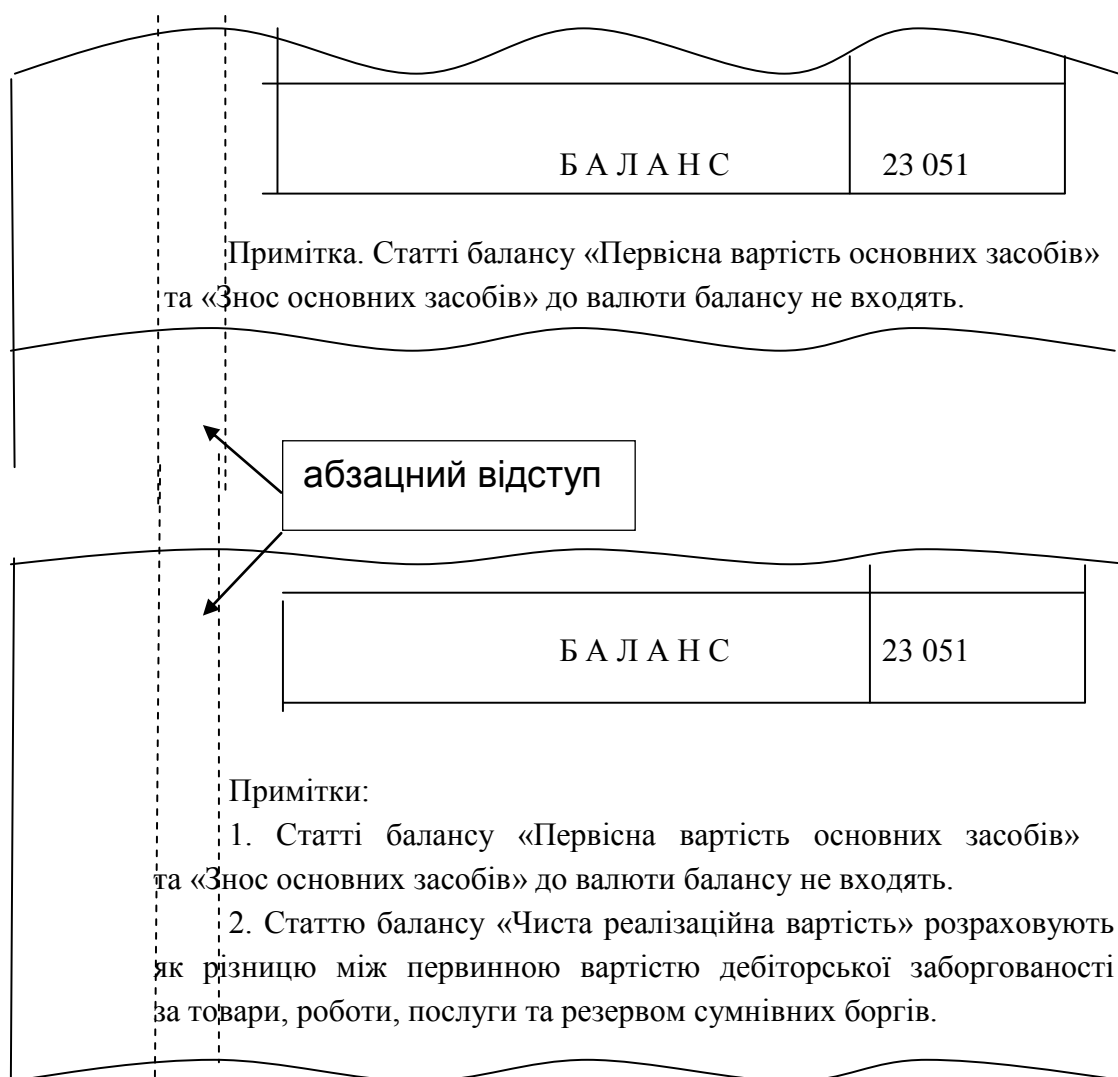 Б А Л А Н С 23 051
Примітка. Статті балансу «Первісна вартість основних засобів»
та «Знос основних засобів» до валюти балансу не входять.
абзацний відступ
Б А Л А Н С 23 051
Примітки:
1. Статті балансу «Первісна вартість основних засобів»
та «Знос основних засобів» до валюти балансу не входять.
2. Статтю балансу «Чиста реалізаційна вартість» розраховують
як різницю між первинною вартістю дебіторської заборгованості
за товари, роботи, послуги та резервом сумнівних боргів.